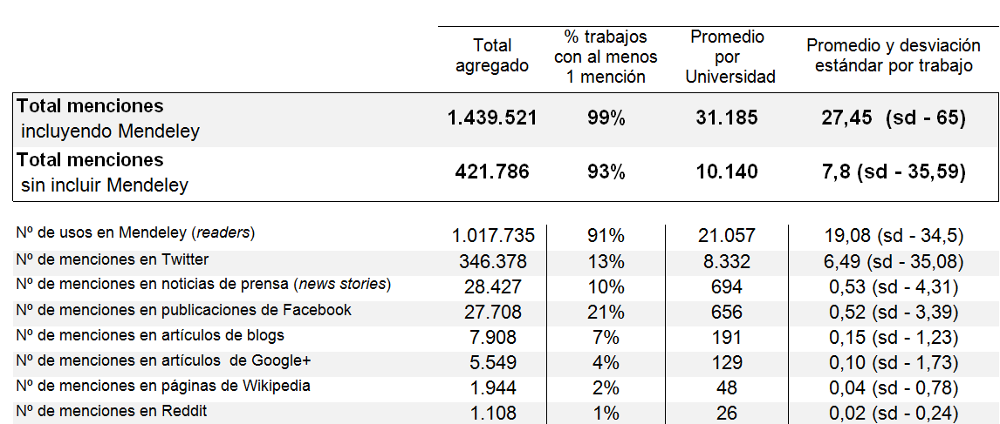 Total agregado | % trabajos con al menos 1 mención | Promedio por Universidad | Promedio y desviación estándar por trabajo
Total menciones
incluyendo Mendeley 1.439.521 99% 31.185 27,45 (sd - 65)
Total menciones
sin incluir Mendeley 421.786 93% 10.140 7,8 (sd - 35,59)
Nº de usos en Mendeley (readers) 1.017.735 91% 21.057 19,08 (sd - 34,5)
Nº de menciones en Twitter 346.378 13% 8.332 6,49 (sd - 35,08)
Nº de menciones en noticias de prensa (news stories) 28.427 10% 694 0,53 (sd - 4,31)
Nº de menciones en publicaciones de Facebook 27.708 21% 656 0,52 (sd - 3,39)
Nº de menciones en artículos de blogs 7.908 7% 191 0,15 (sd - 1,23)
Nº de menciones en artículos de Google+ 5.549 4% 129 0,10 (sd - 1,73)
Nº de menciones en páginas de Wikipedia 1.944 2% 48 0,04 (sd - 0,78)
Nº de menciones en Reddit 1.108 1% 26 0,02 (sd - 0,24)